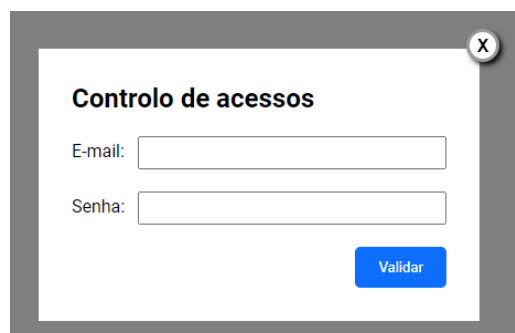 X
Controlo de acessos
E-mail:
Senha:
Validar